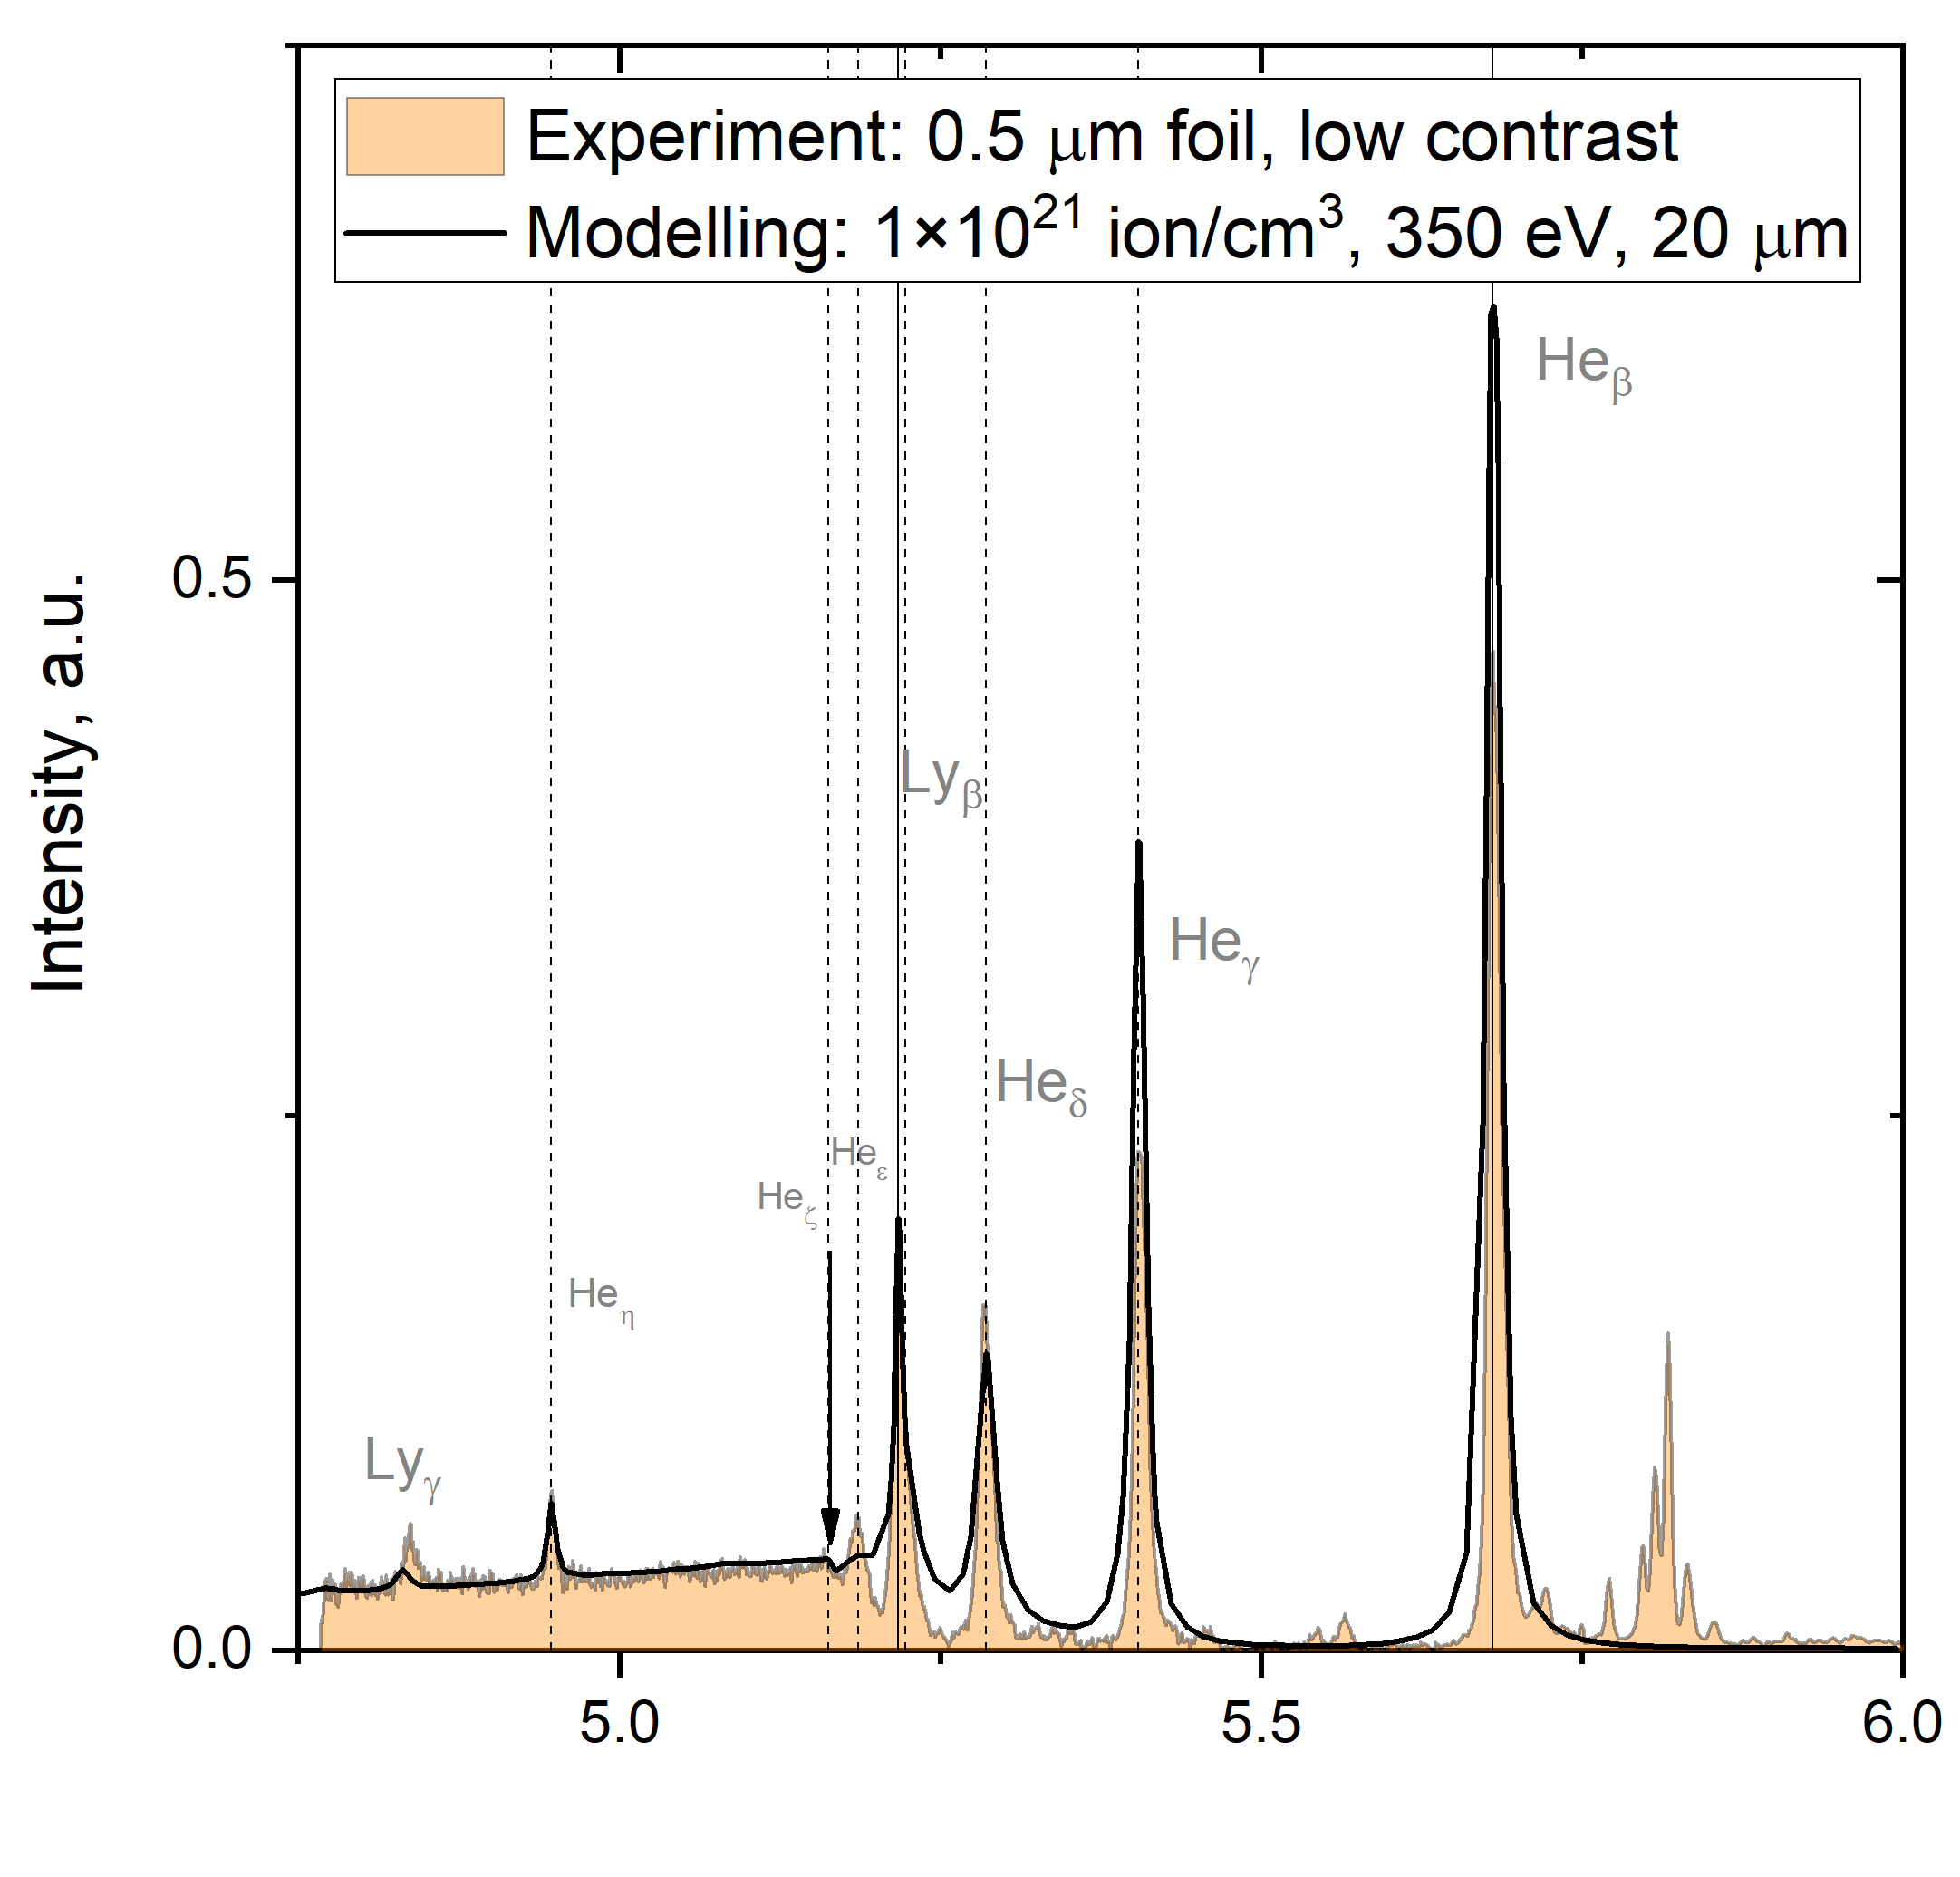 Experiment: 0.5 μm foil, low contrast
Modelling: 1×10²¹ ion/cm³, 350 eV, 20 μm
Heβ
0.5
Intensity, a.u.
Lyβ
Heγ
Heδ
Heε
Heζ
Heη
Lyγ
0.0
5.0 5.5 6.0